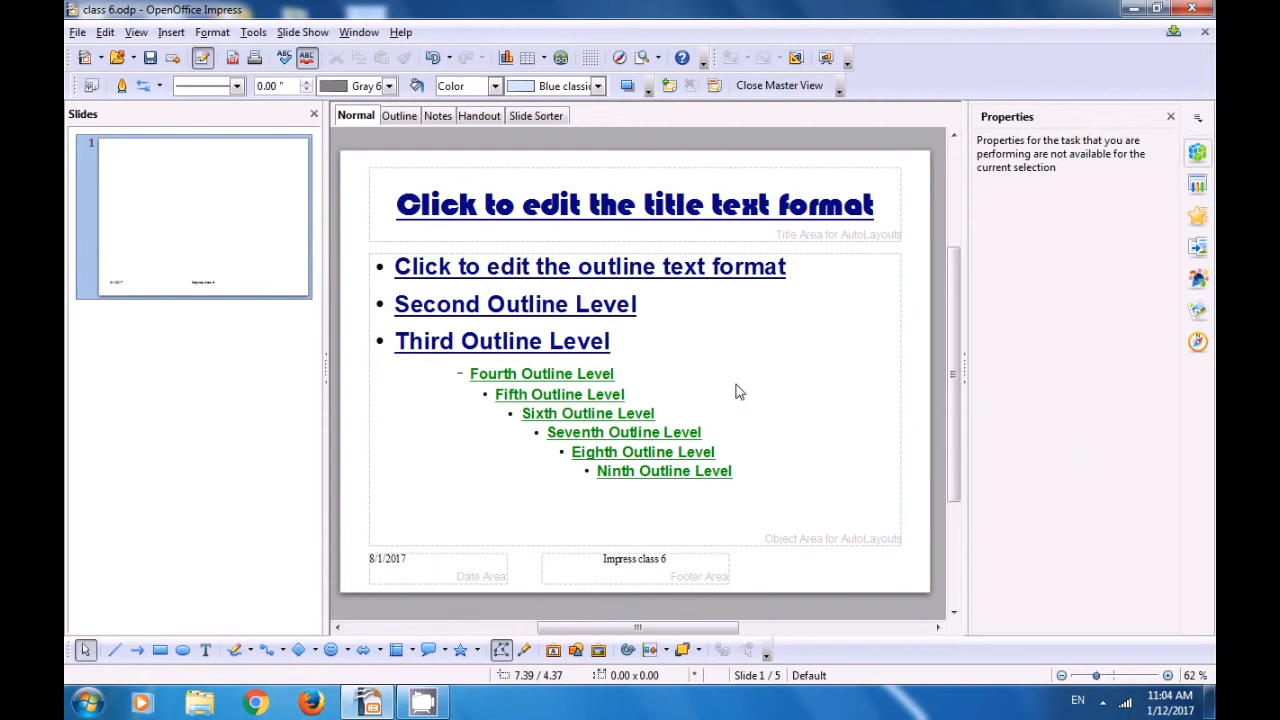 class 6.odp - OpenOffice Impress
File Edit View Insert Format Tools Slide Show Window Help
0.00 " Gray 6 Color Blue classic Close Master View
Slides
Normal Outline Notes Handout Slide Sorter
Properties
Properties for the task that you are
performing are not available for the
current selection
1
Click to edit the title text format
Title Area for AutoLayouts
• Click to edit the outline text format
• Second Outline Level
• Third Outline Level
– Fourth Outline Level
• Fifth Outline Level
• Sixth Outline Level
• Seventh Outline Level
• Eighth Outline Level
• Ninth Outline Level
Object Area for AutoLayouts
8/1/2017 Impress class 6
Date Area Footer Area
7.39 / 4.37 0.00 x 0.00 * Slide 1 / 5 Default 62 %
EN 11:04 AM
1/12/2017